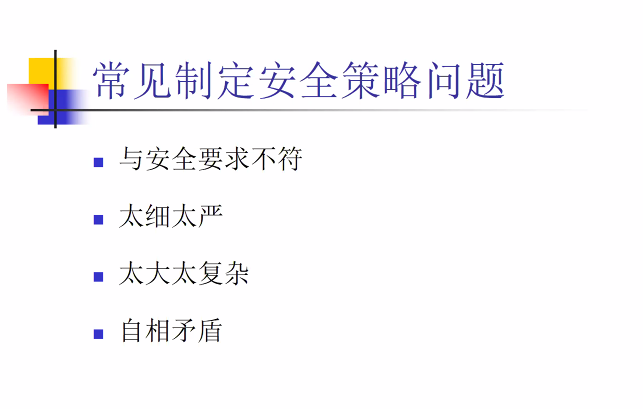 常见制定安全策略问题
与安全要求不符
太细太严
太大太复杂
自相矛盾